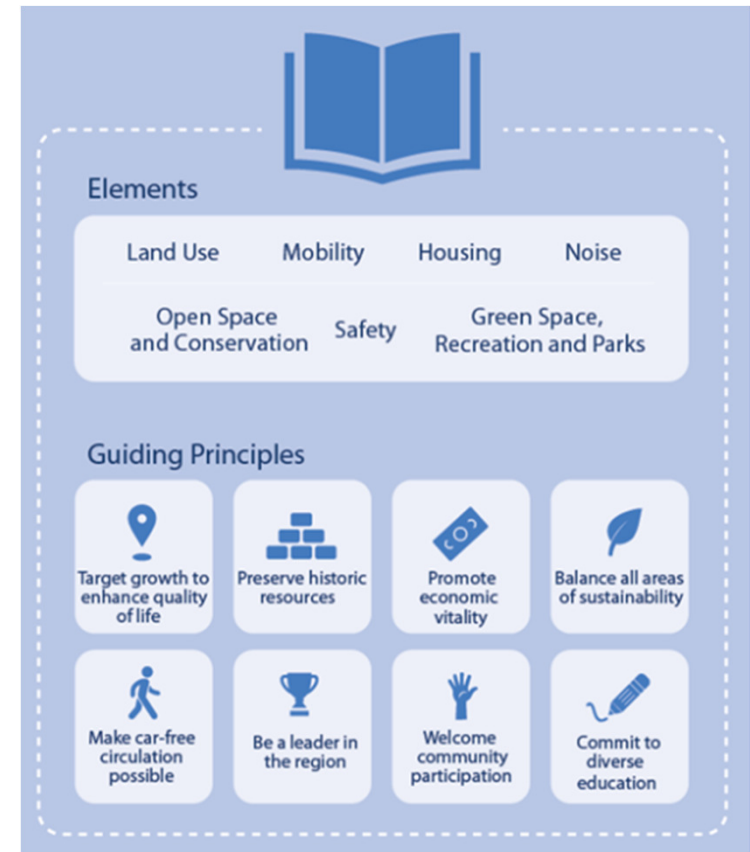 Elements
Land Use Mobility Housing Noise
Open Space
and Conservation
Safety
Green Space,
Recreation and Parks
Guiding Principles
Target growth to
enhance quality
of life
Preserve historic
resources
Promote
economic
vitality
Balance all areas
of sustainability
Make car-free
circulation
possible
Be a leader in
the region
Welcome
community
participation
Commit to
diverse
education